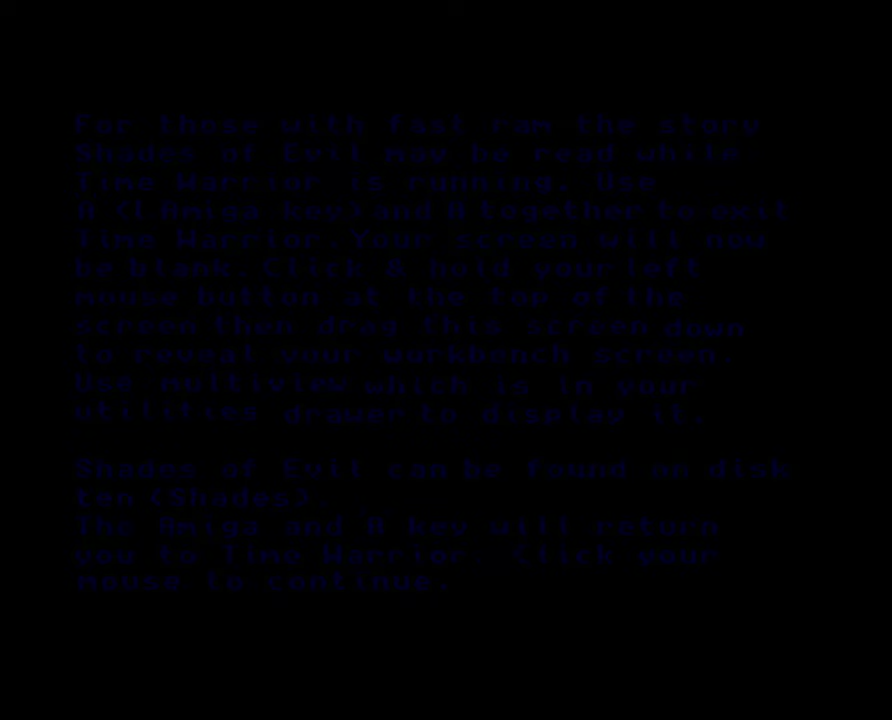 For those with fast ram the story
Shades of Evil may be read while
Time Warrior is running. Use
A (Amiga key) and A together to exit
Time Warrior. Your screen will now
be blank. Click & hold your left
mouse button at the top of the
screen then drag this screen down
to reveal your workbench screen.
Use multiview which is in your
utilities drawer to display it.
Shades of Evil can be found on disk
ten (Shades).
The Amiga and A key will return
you to Time Warrior. Click your
mouse to continue.